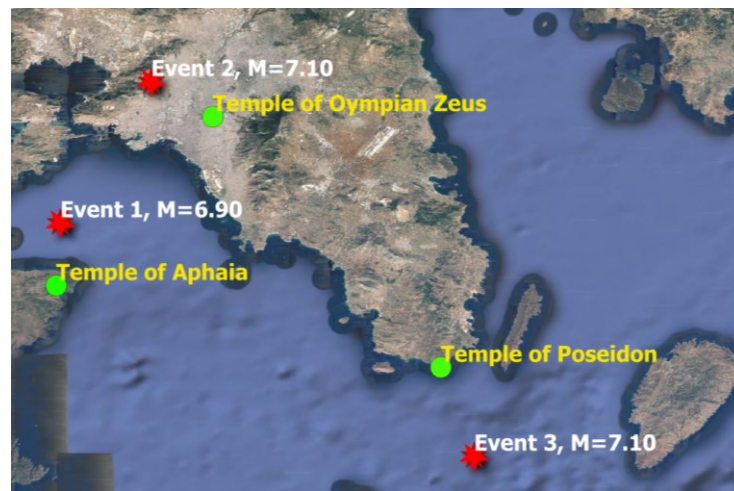 Event 2, M=7.10
Temple of Oympian Zeus
Event 1, M=6.90
Temple of Aphaia
Temple of Poseidon
Event 3, M=7.10